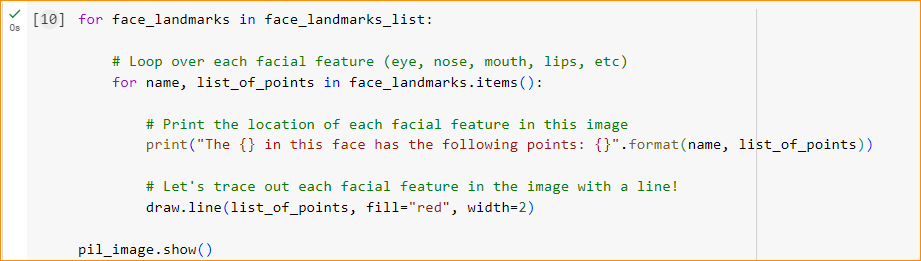 [10] for face_landmarks in face_landmarks_list:
0s
# Loop over each facial feature (eye, nose, mouth, lips, etc)
for name, list_of_points in face_landmarks.items():
# Print the location of each facial feature in this image
print("The {} in this face has the following points: {}".format(name, list_of_points))
# Let's trace out each facial feature in the image with a line!
draw.line(list_of_points, fill="red", width=2)
pil_image.show()